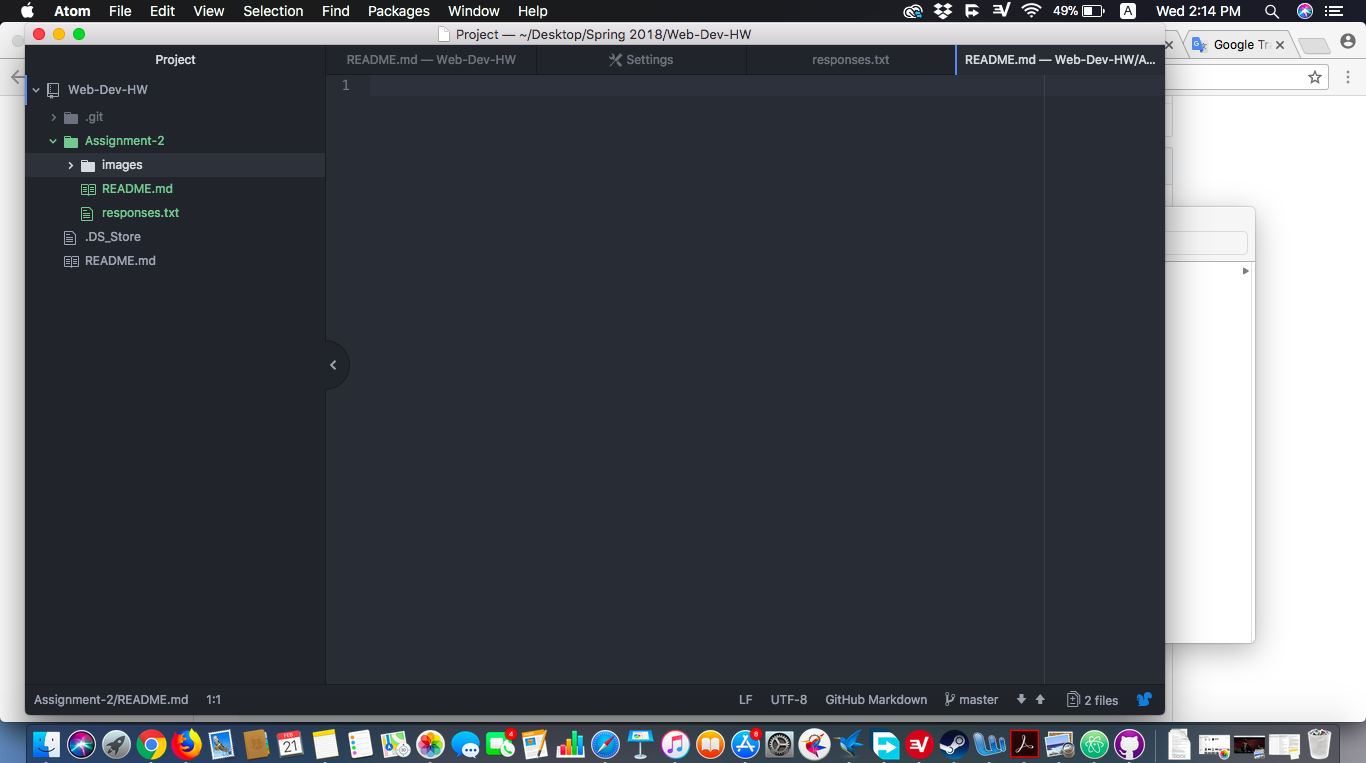 Atom File Edit View Selection Find Packages Window Help 49% A Wed 2:14 PM
Project — ~/Desktop/Spring 2018/Web-Dev-HW
Google Tr
Project
README.md — Web-Dev-HW
Settings
responses.txt
README.md — Web-Dev-HW/A...
1
Web-Dev-HW
.git
Assignment-2
images
README.md
responses.txt
.DS_Store
README.md
Assignment-2/README.md 1:1 LF UTF-8 GitHub Markdown master 2 files
FEB
21
4
8